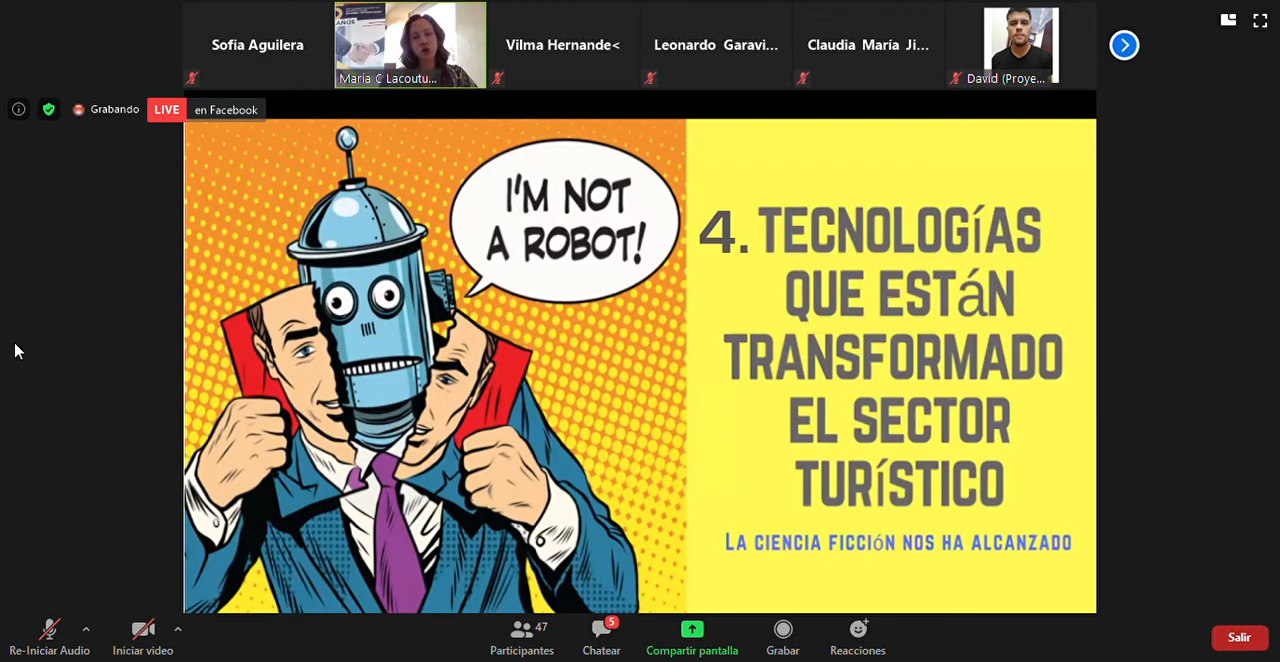 Sofia Aguilera
AÑOS
Maria C Lacoutu...
Vilma Hernande<
Leonardo Garavi...
Claudia María Ji...
David (Proye...
Grabando
LIVE
en Facebook
I'M NOT
A ROBOT!
4. TECNOLOGíAS
QUE ESTáN
TRANSFORMADO
EL SECTOR
TURíSTICO
LA CIENCIA FICCIóN NOS HA ALCANZADO
Re-Iniciar Audio
Iniciar video
47
Participantes
5
Chatear
Compartir pantalla
Grabar
Reacciones
Salir